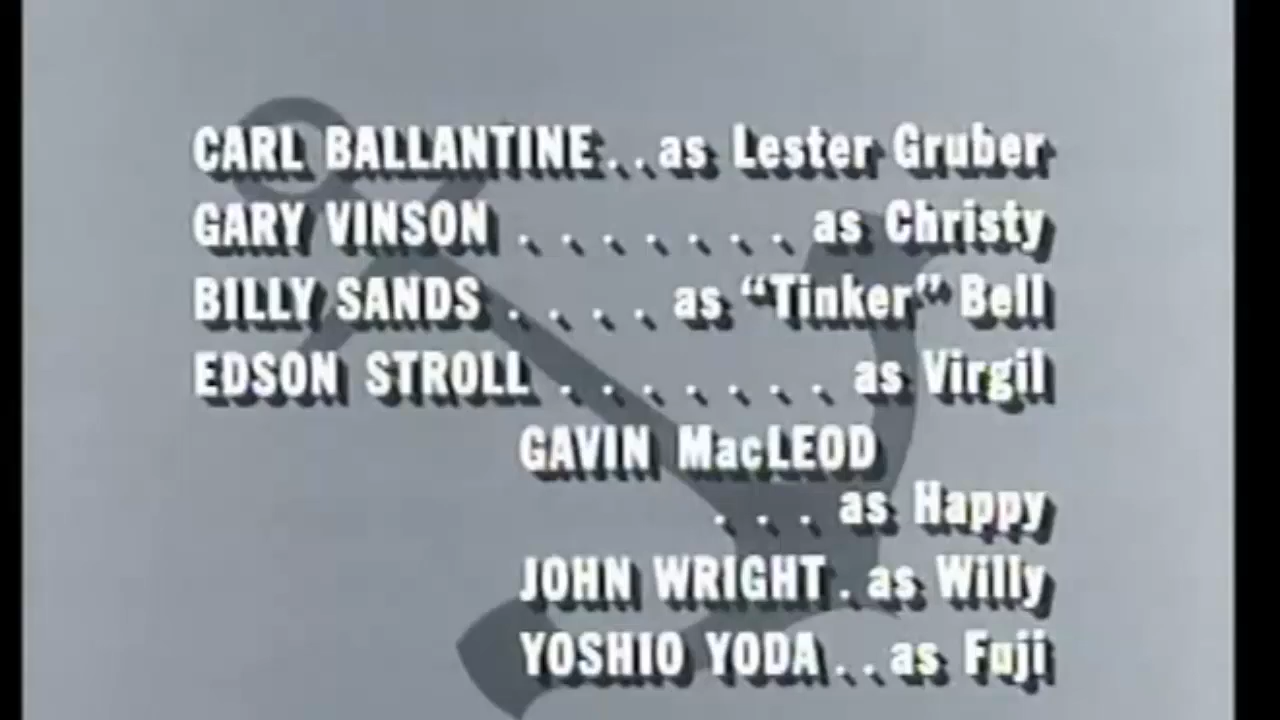 CARL BALLANTINE . . as Lester Gruber
GARY VINSON . . . . . . . as Christy
BILLY SANDS . . . . as “Tinker” Bell
EDSON STROLL . . . . . . . as Virgil
GAVIN MacLEOD
. . . as Happy
JOHN WRIGHT . as Willy
YOSHIO YODA . . as Fuji